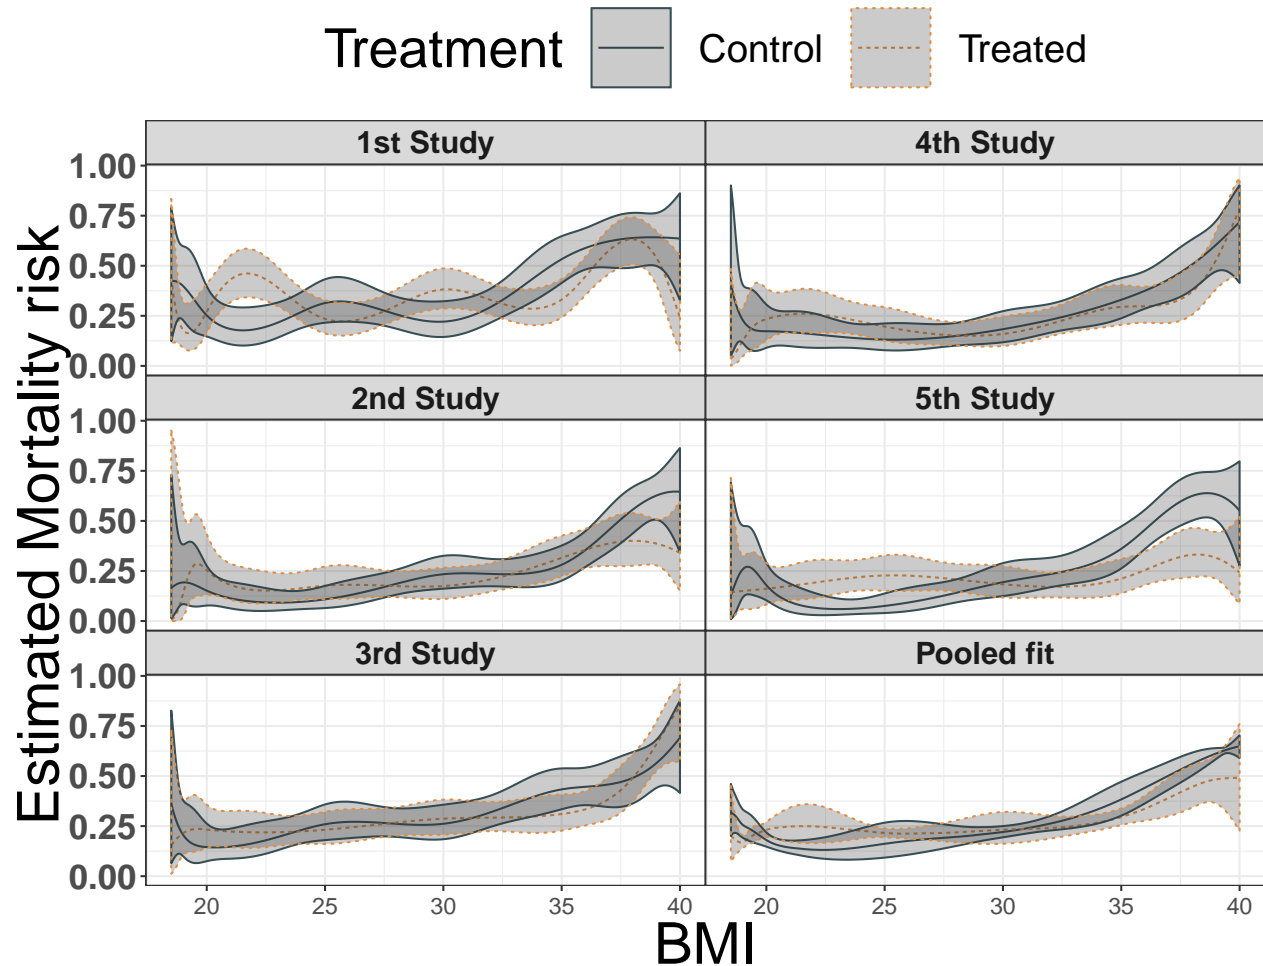 Treatment Control Treated
1st Study 4th Study
1.00
0.75
0.50
0.25
0.00
2nd Study 5th Study
1.00
0.75
0.50
0.25
0.00
3rd Study Pooled fit
1.00
0.75
0.50
0.25
0.00
20 25 30 35 40 20 25 30 35 40
BMI
Estimated Mortality risk